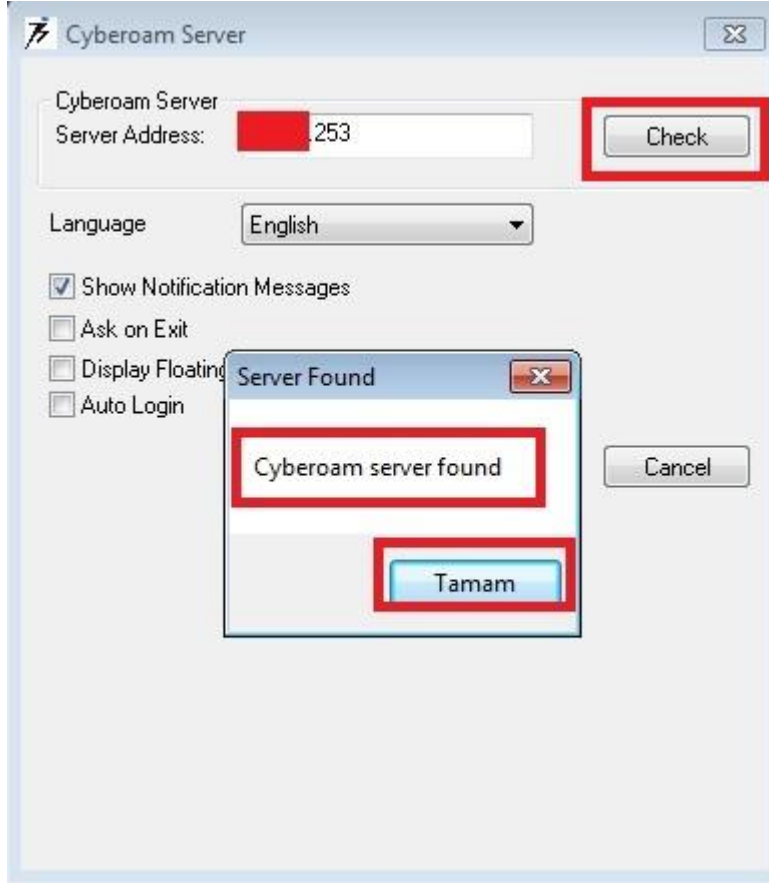 Cyberoam Server
Cyberoam Server
Server Address: .253
Check
Language English
Show Notification Messages
Ask on Exit
Display Floating
Auto Login
Server Found
Cyberoam server found
Tamam
Cancel